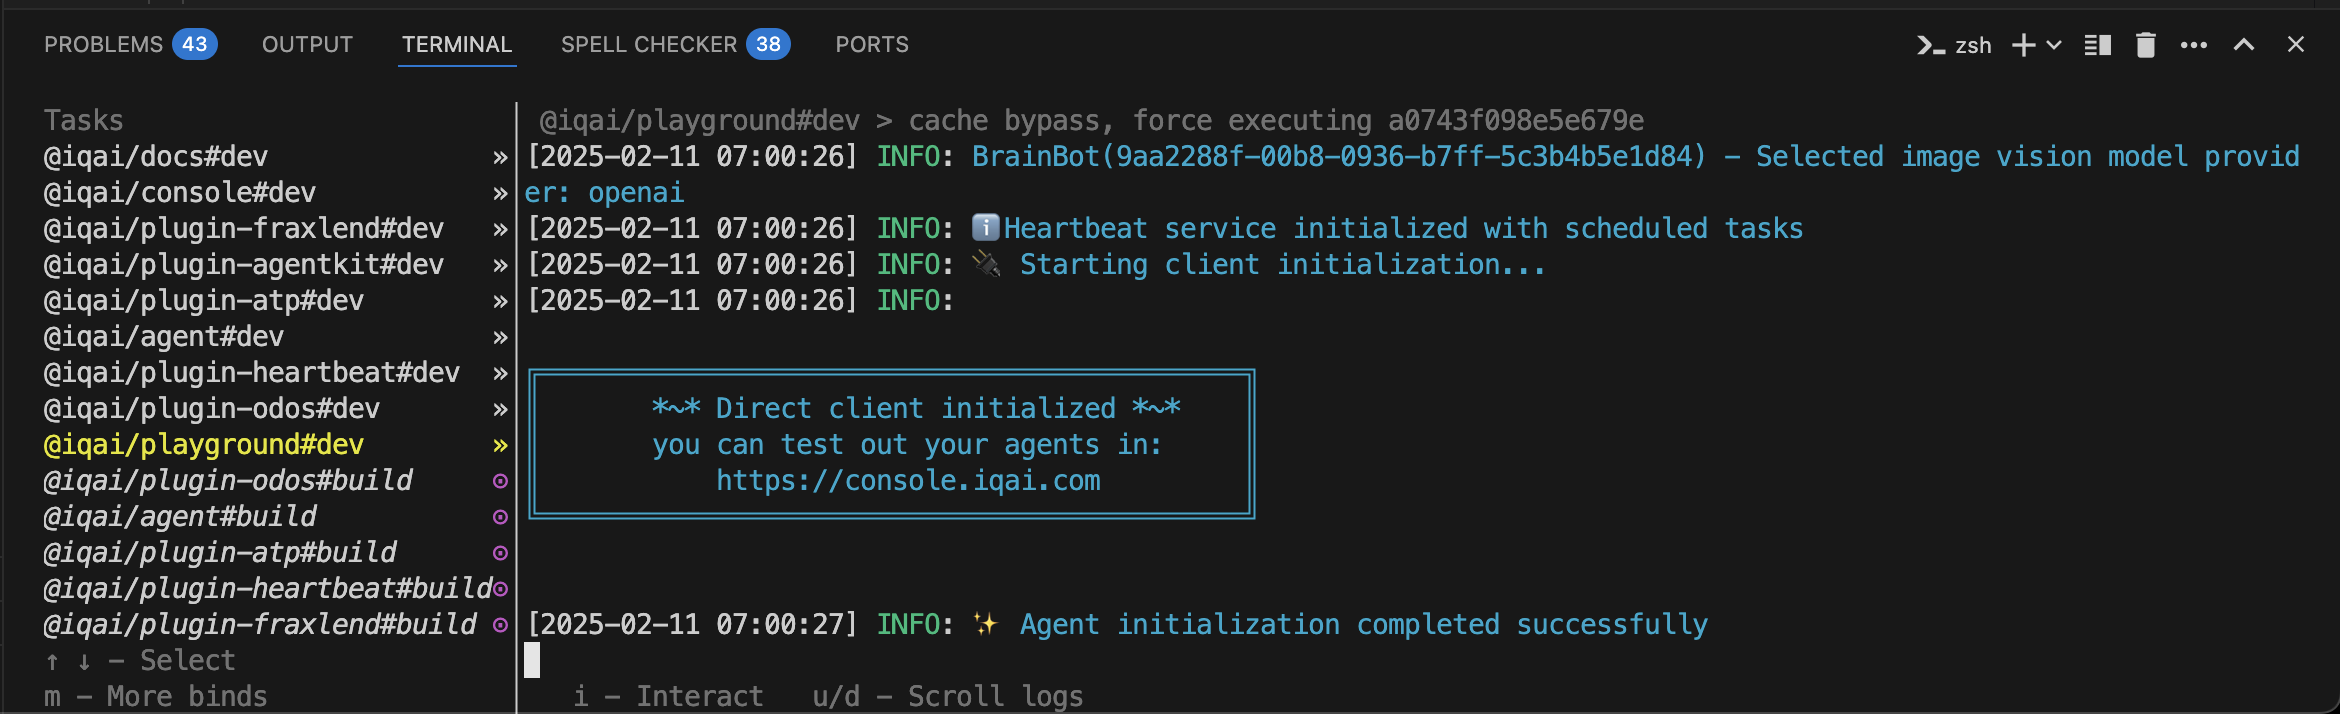 PROBLEMS 43 OUTPUT TERMINAL SPELL CHECKER 38 PORTS zsh
Tasks
@iqai/docs#dev »
@iqai/console#dev »
@iqai/plugin-fraxlend#dev »
@iqai/plugin-agentkit#dev »
@iqai/plugin-atp#dev »
@iqai/agent#dev »
@iqai/plugin-heartbeat#dev »
@iqai/plugin-odos#dev »
@iqai/playground#dev »
@iqai/plugin-odos#build
@iqai/agent#build
@iqai/plugin-atp#build
@iqai/plugin-heartbeat#build
@iqai/plugin-fraxlend#build
↑ ↓ - Select
m - More binds
@iqai/playground#dev > cache bypass, force executing a0743f098e5e679e
[2025-02-11 07:00:26] INFO: BrainBot(9aa2288f-00b8-0936-b7ff-5c3b4b5e1d84) - Selected image vision model provid
er: openai
[2025-02-11 07:00:26] INFO: ℹ️Heartbeat service initialized with scheduled tasks
[2025-02-11 07:00:26] INFO: 🔌 Starting client initialization...
[2025-02-11 07:00:26] INFO:
*~* Direct client initialized *~*
you can test out your agents in:
https://console.iqai.com
[2025-02-11 07:00:27] INFO: ✨ Agent initialization completed successfully
i - Interact u/d - Scroll logs